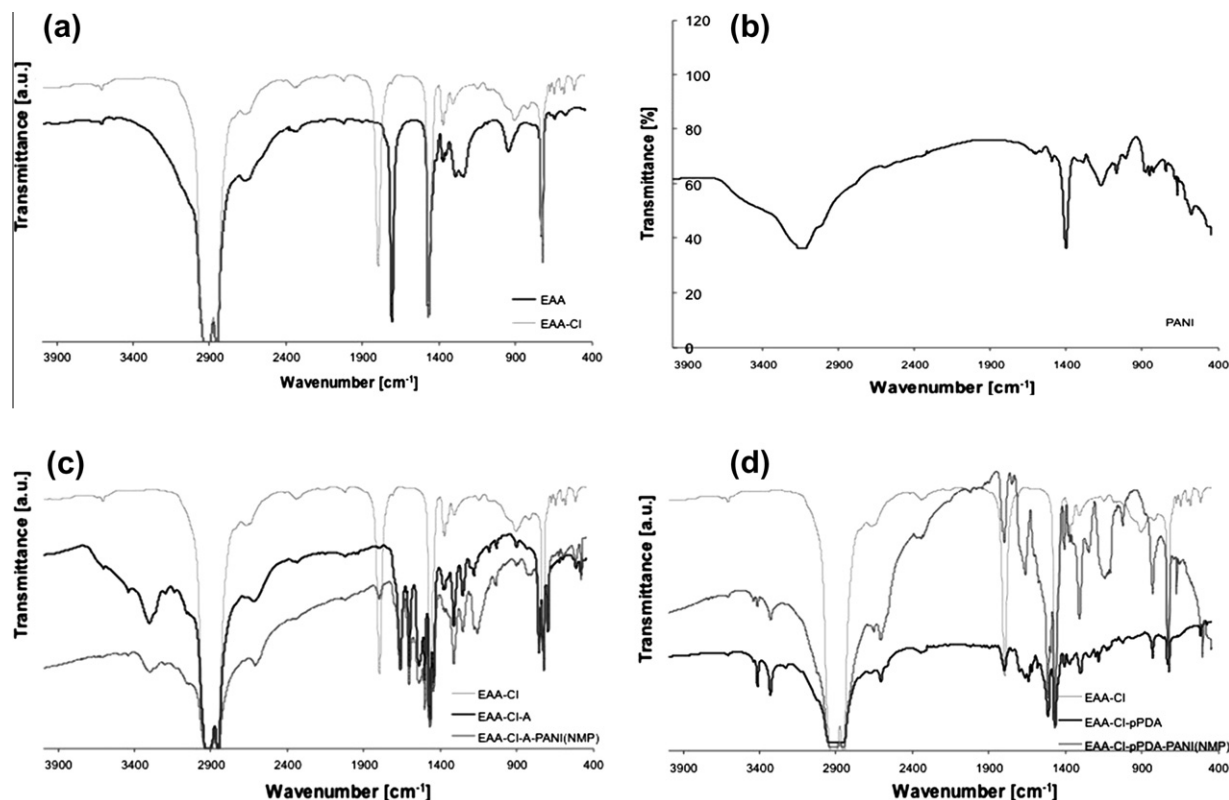 (a)
Transmittance [a.u.]
3900 3400 2900 2400 1900 1400 900 400
Wavenumber [cm-1]
EAA
EAA-Cl
(b)
Transmittance [%]
120
100
80
60
40
20
0
3900 3400 2900 2400 1900 1400 900 400
Wavenumber [cm-1]
PANI
(c)
Transmittance [a.u.]
3900 3400 2900 2400 1900 1400 900 400
Wavenumber [cm-1]
EAA-Cl
EAA-Cl-A
EAA-Cl-A-PANI(NMP)
(d)
Transmittance [a.u.]
3900 3400 2900 2400 1900 1400 900 400
Wavenumber [cm-1]
EAA-Cl
EAA-Cl-pPDA
EAA-Cl-pPDA-PANI(NMP)